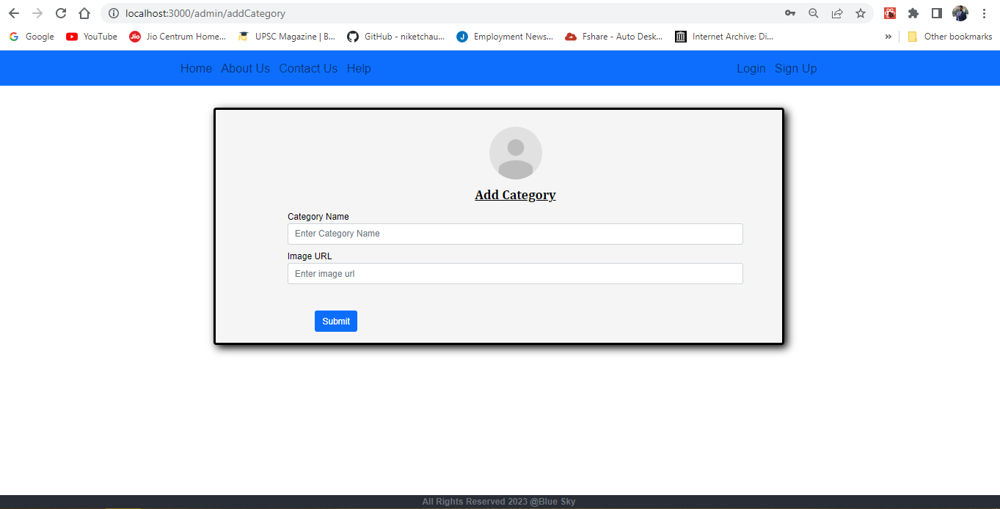 localhost:3000/admin/addCategory
Google YouTube Jio Jio Centrum Home... UPSC Magazine | B... GitHub - niketchau... J Employment News... Fshare - Auto Desk... Internet Archive: Di... » Other bookmarks
Home About Us Contact Us Help Login Sign Up
Add Category
Category Name
Enter Category Name
Image URL
Enter image url
Submit
All Rights Reserved 2023 @Blue Sky